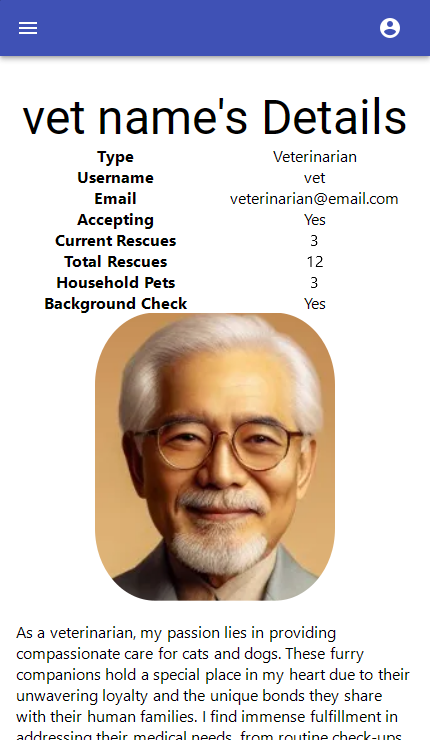 vet name's Details
Type Veterinarian
Username vet
Email veterinarian@email.com
Accepting Yes
Current Rescues 3
Total Rescues 12
Household Pets 3
Background Check Yes
As a veterinarian, my passion lies in providing
compassionate care for cats and dogs. These furry
companions hold a special place in my heart due to their
unwavering loyalty and the unique bonds they share
with their human families. I find immense fulfillment in
addressing their medical needs, from routine check-ups